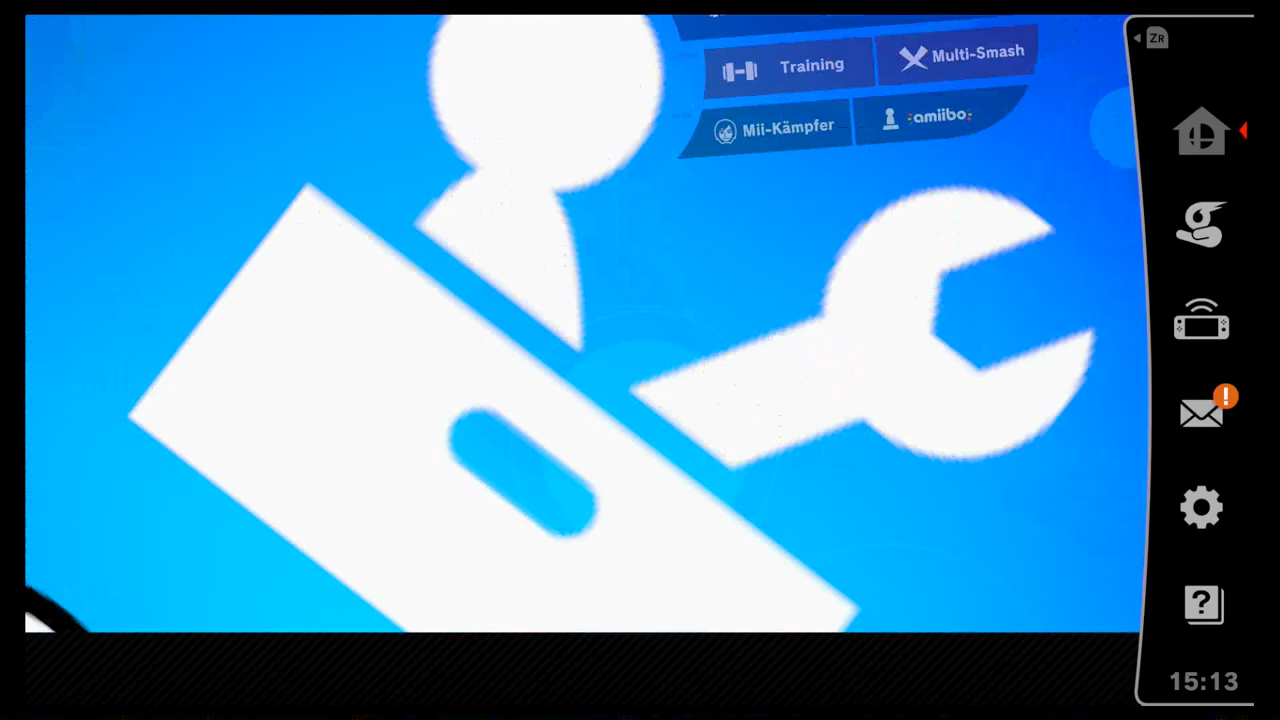 ZR
Training
Multi-Smash
Mii-Kämpfer
amiibo
!
?
15:13